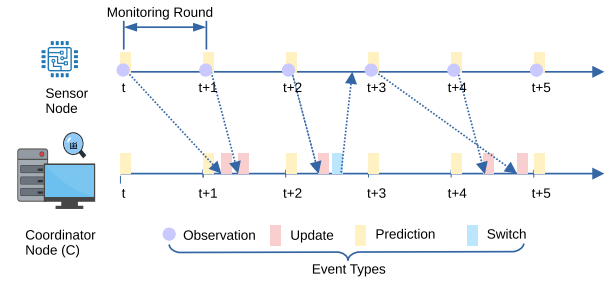 Monitoring Round
t
t+1
t+2
t+3
t+4
t+5
Sensor
Node
t
t+1
t+2
t+3
t+4
t+5
Coordinator
Node (C)
Observation
Update
Prediction
Switch
Event Types